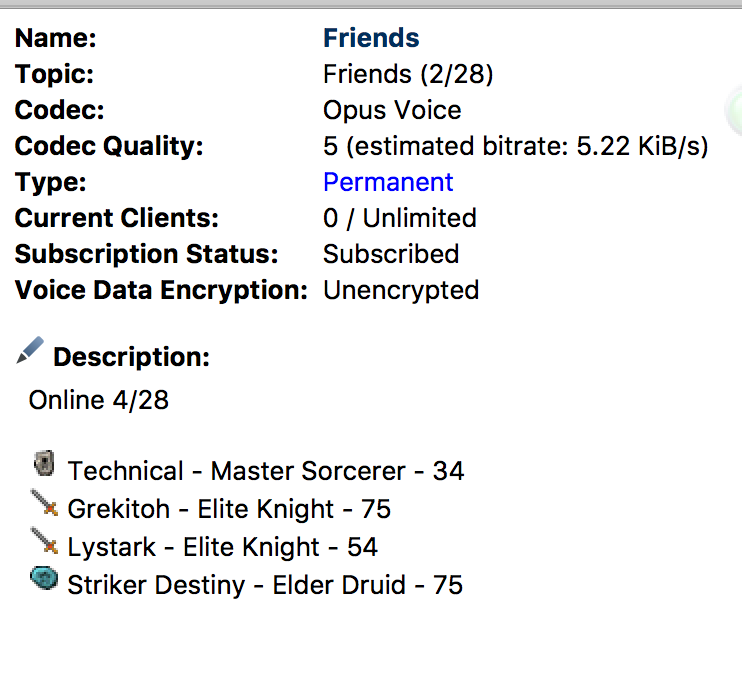 Name: Friends
Topic: Friends (2/28)
Codec: Opus Voice
Codec Quality: 5 (estimated bitrate: 5.22 KiB/s)
Type: Permanent
Current Clients: 0 / Unlimited
Subscription Status: Subscribed
Voice Data Encryption: Unencrypted
Description:
Online 4/28
Technical - Master Sorcerer - 34
Grekitoh - Elite Knight - 75
Lystark - Elite Knight - 54
Striker Destiny - Elder Druid - 75